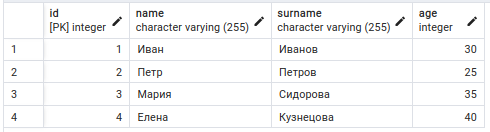 id name surname age
[PK] integer character varying (255) character varying (255) integer
1 1 Иван Иванов 30
2 2 Петр Петров 25
3 3 Мария Сидорова 35
4 4 Елена Кузнецова 40